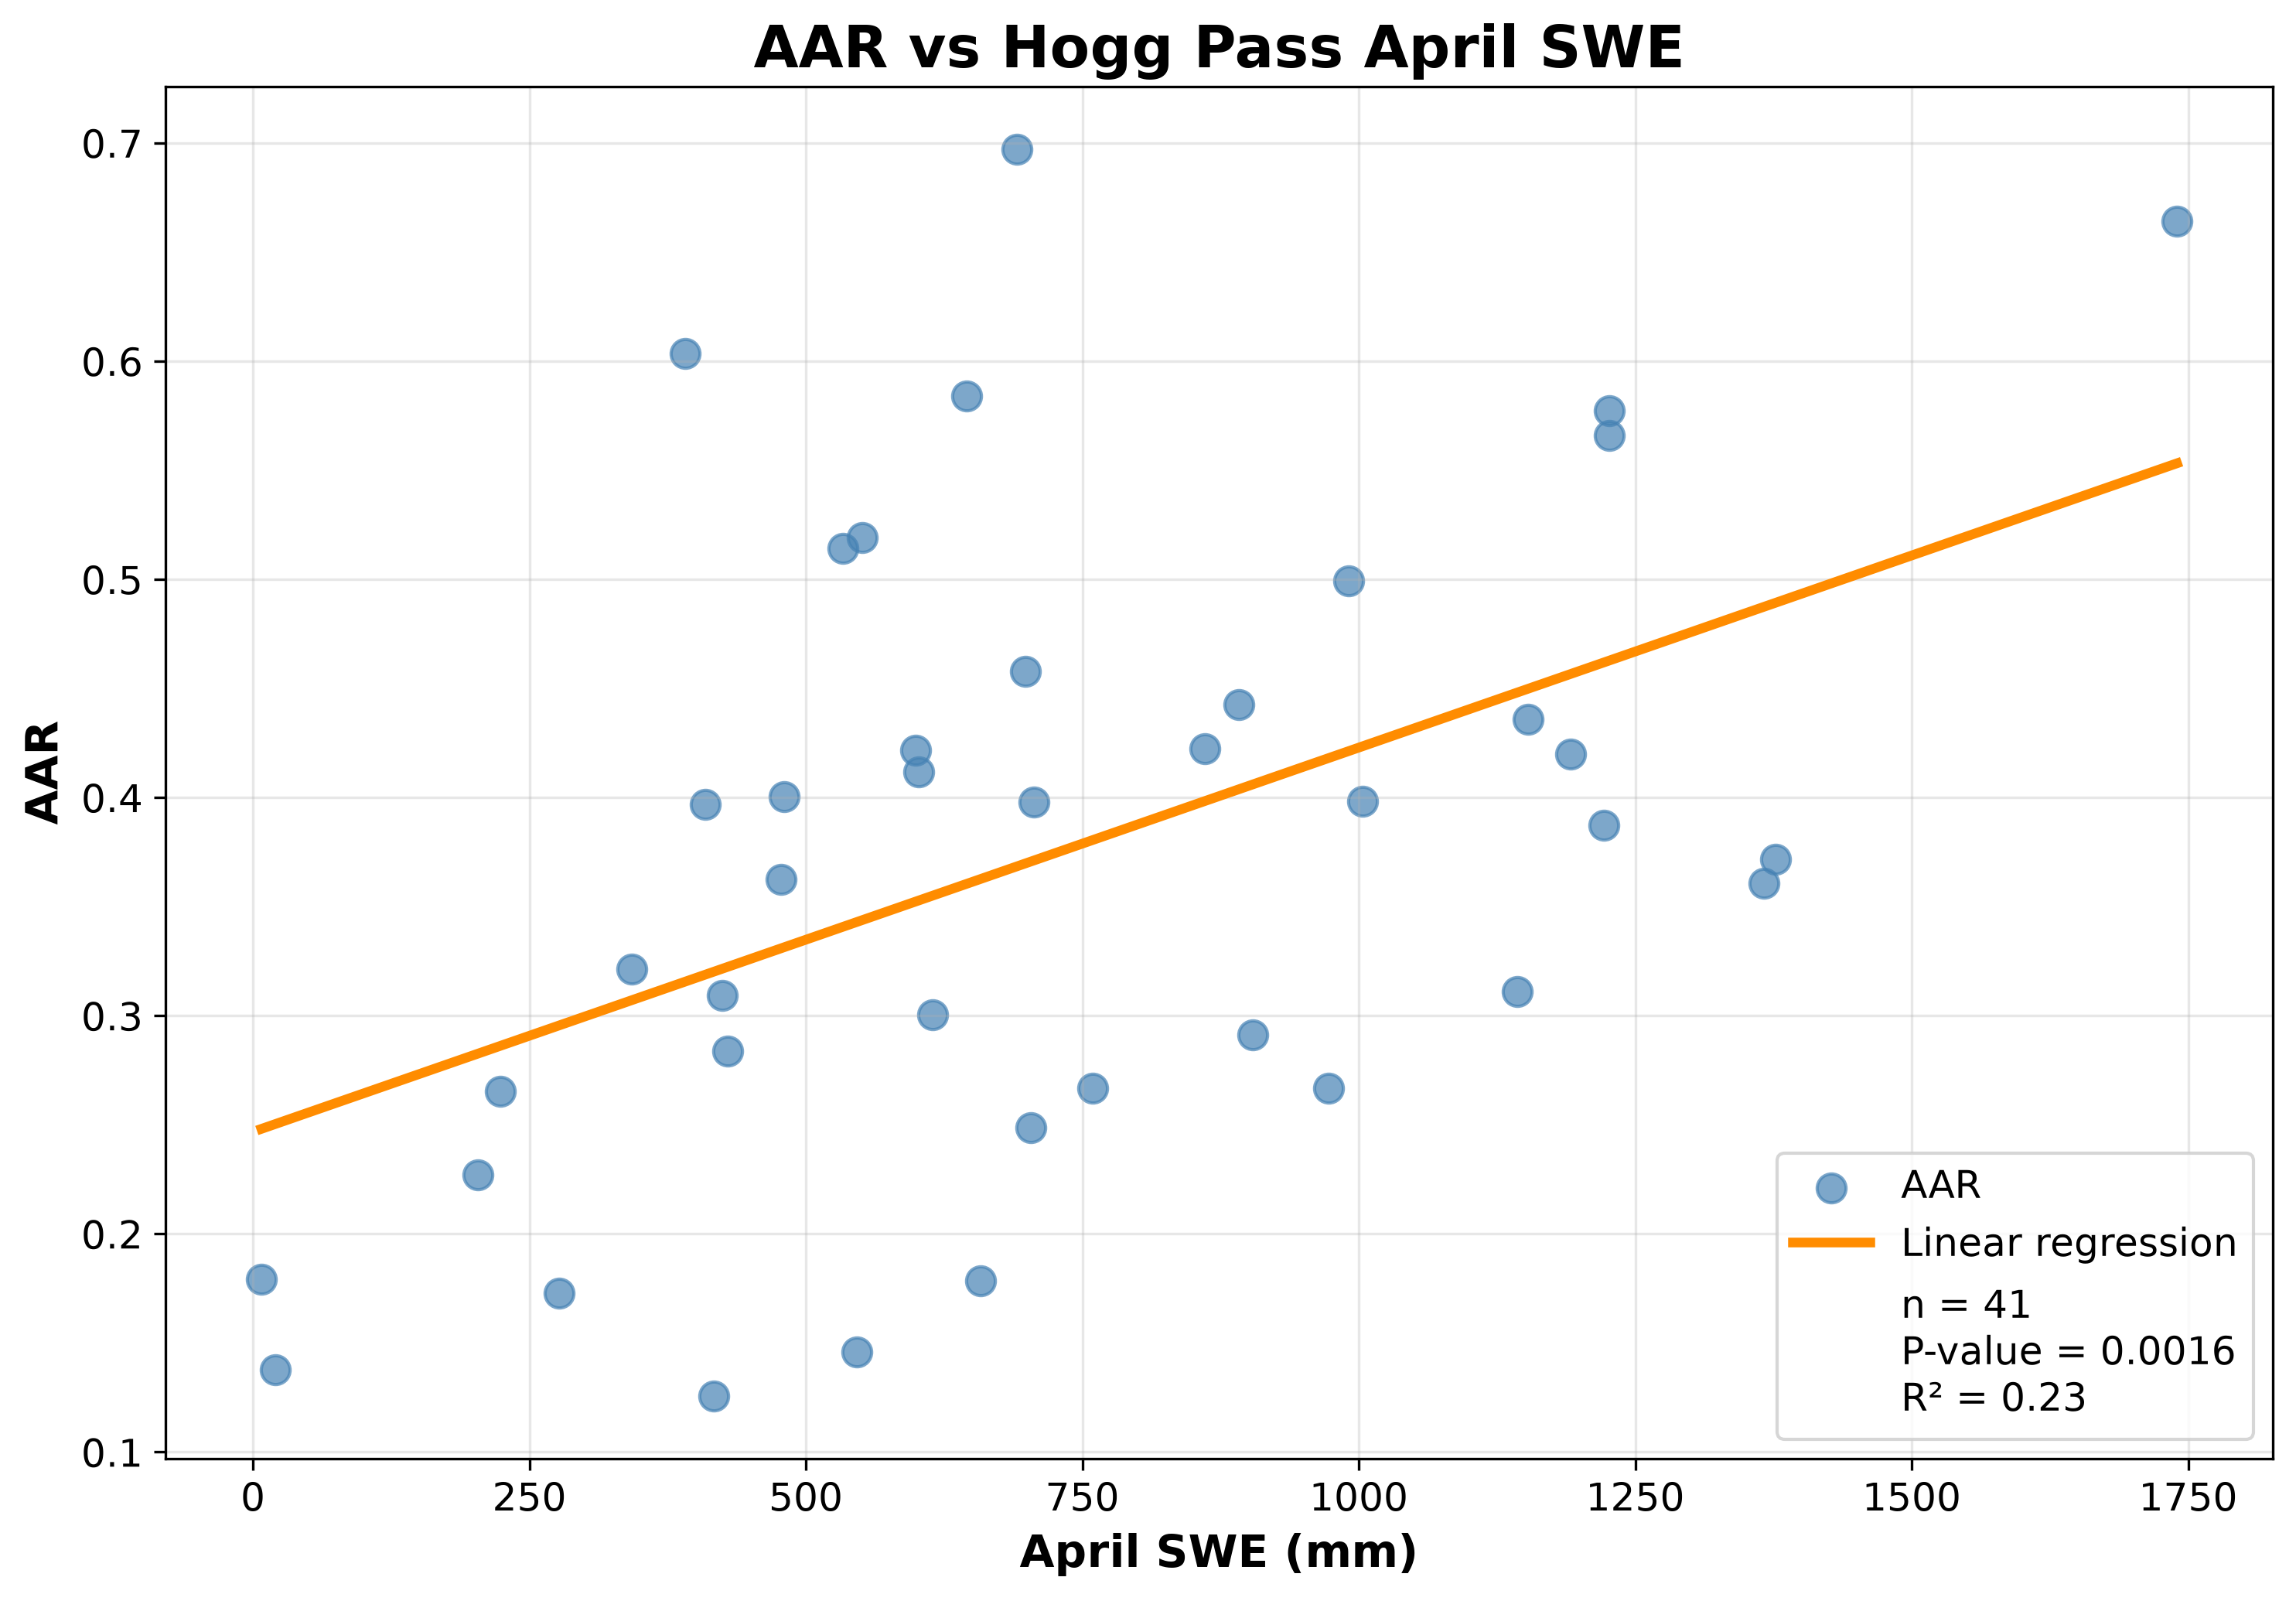 AAR vs Hogg Pass April SWE
0.7
0.6
0.5
0.4
0.3
0.2
0.1
AAR
0 250 500 750 1000 1250 1500 1750
April SWE (mm)
AAR
Linear regression
n = 41
P-value = 0.0016
R² = 0.23